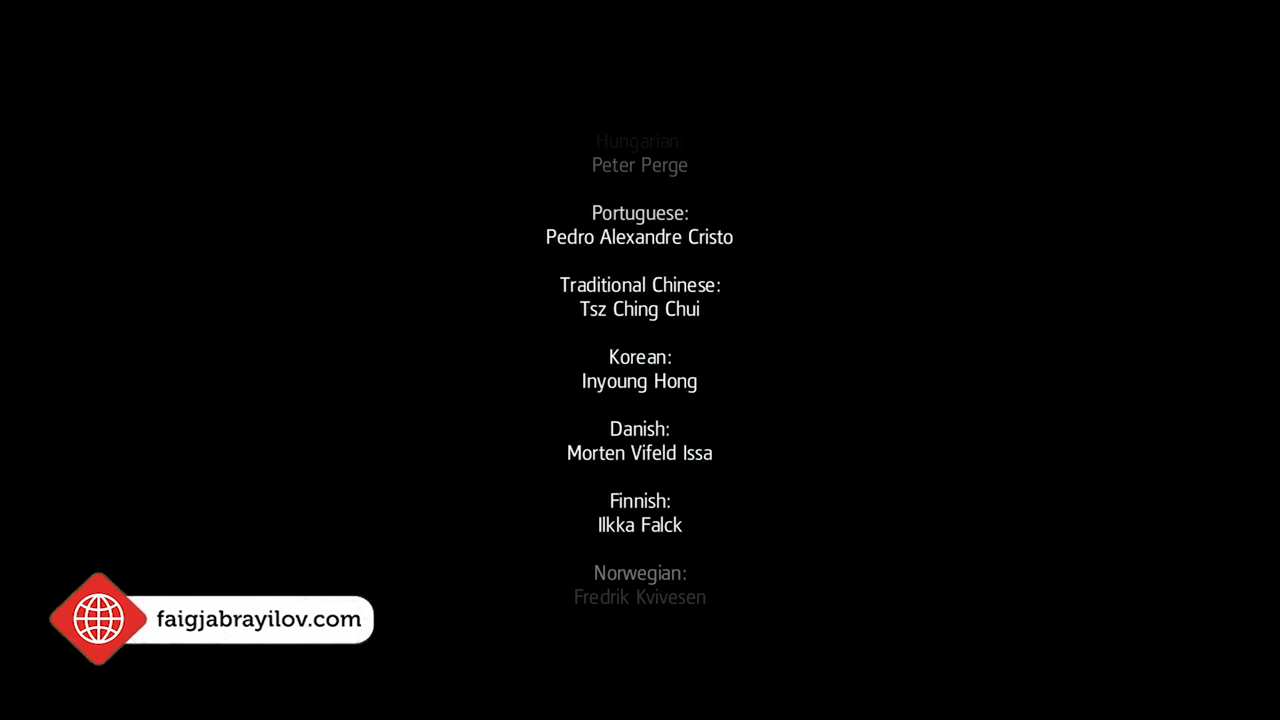 Hungarian:
Peter Perge
Portuguese:
Pedro Alexandre Cristo
Traditional Chinese:
Tsz Ching Chui
Korean:
Inyoung Hong
Danish:
Morten Vifeld Issa
Finnish:
Ilkka Falck
Norwegian:
Fredrik Kvivesen
faigjabrayilov.com